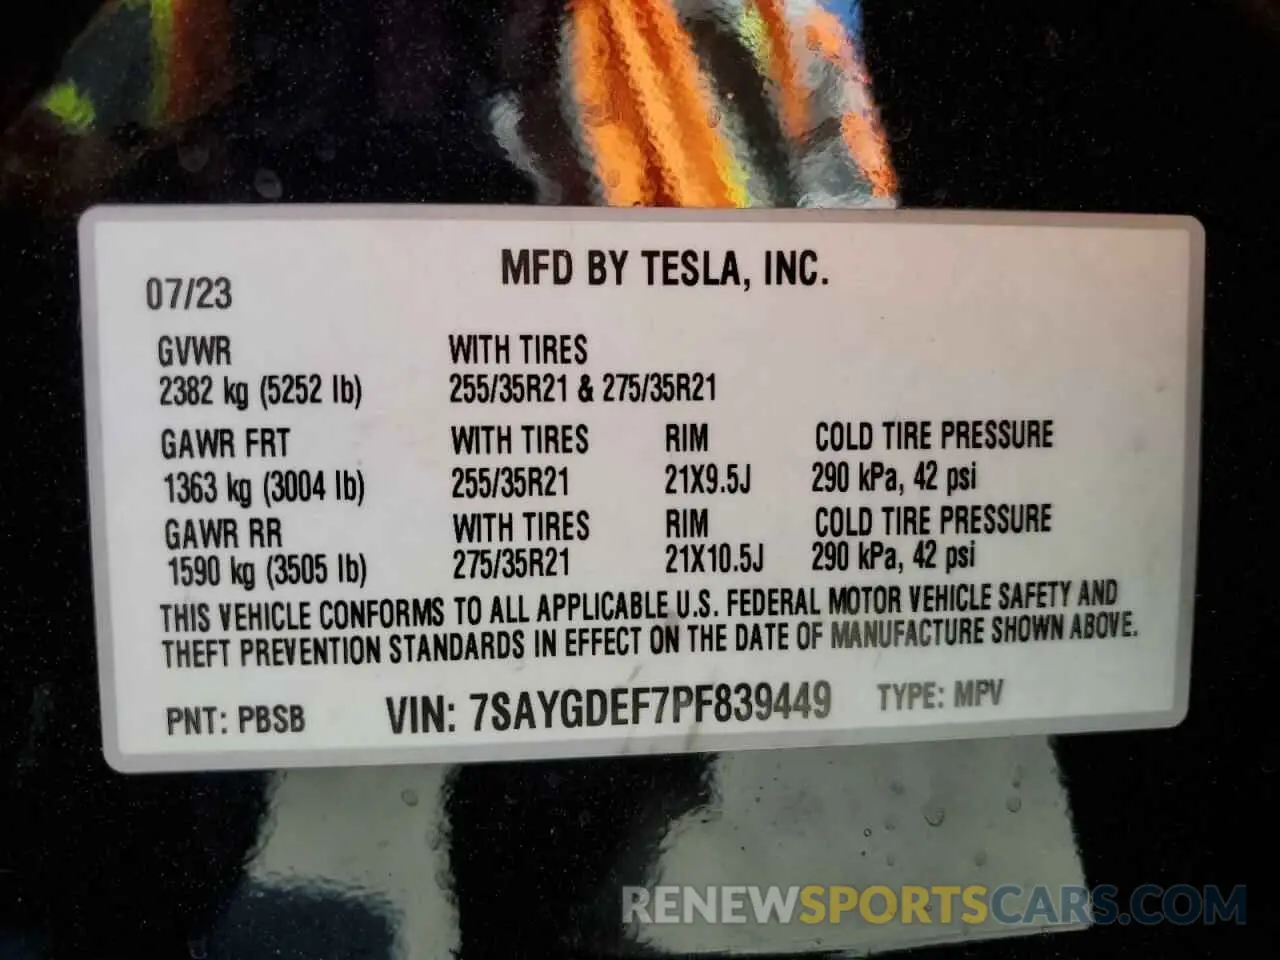 MFD BY TESLA, INC.
07/23
GVWR WITH TIRES
2382 kg (5252 lb) 255/35R21 & 275/35R21
GAWR FRT WITH TIRES RIM COLD TIRE PRESSURE
1363 kg (3004 lb) 255/35R21 21X9.5J 290 kPa, 42 psi
GAWR RR WITH TIRES RIM COLD TIRE PRESSURE
1590 kg (3505 lb) 275/35R21 21X10.5J 290 kPa, 42 psi
THIS VEHICLE CONFORMS TO ALL APPLICABLE U.S. FEDERAL MOTOR VEHICLE SAFETY AND
THEFT PREVENTION STANDARDS IN EFFECT ON THE DATE OF MANUFACTURE SHOWN ABOVE.
PNT: PBSB VIN: 7SAYGDEF7PF839449 TYPE: MPV
RENEWSPORTSCARS.COM